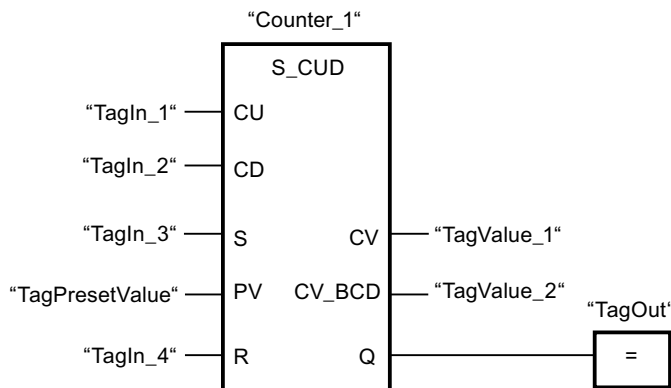 “Counter_1“
S_CUD
“TagIn_1“ CU
“TagIn_2“ CD
“TagIn_3“ S CV “TagValue_1“
“TagPresetValue“ PV CV_BCD “TagValue_2“
“TagOut“
“TagIn_4“ R Q =